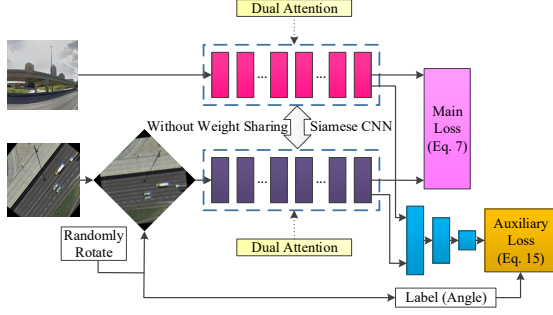 Dual Attention
...
...
Without Weight Sharing
Siamese CNN
Main
Loss
(Eq. 7)
...
...
Randomly
Rotate
Dual Attention
Auxiliary
Loss
(Eq. 15)
Label (Angle)